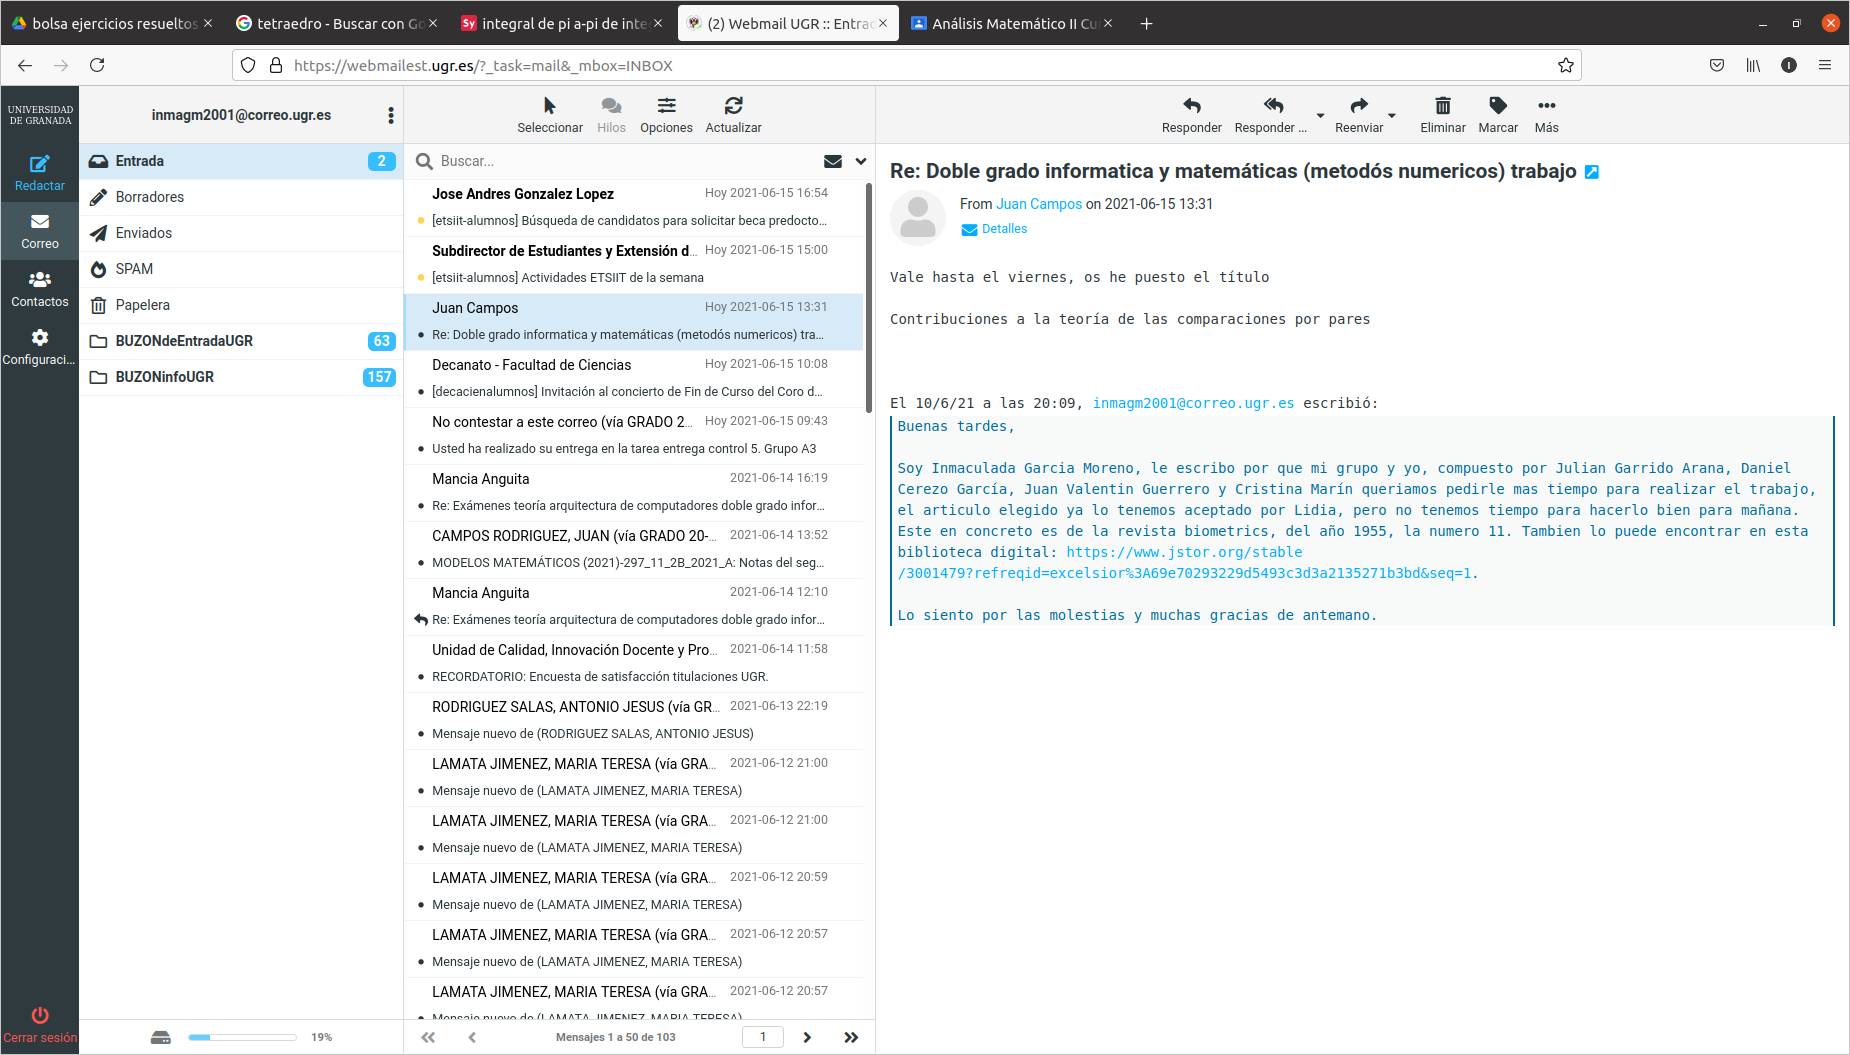 bolsa ejercicios resueltos
tetraedro - Buscar con Go
Sy integral de pi a-pi de inte
(2) Webmail UGR :: Entrac
Análisis Matemático II Cu
https://webmailest.ugr.es/?_task=mail&_mbox=INBOX
UNIVERSIDAD
DE GRANADA
Redactar
Correo
Contactos
Configuraci...
Cerrar sesión
inmagm2001@correo.ugr.es
Entrada 2
Borradores
Enviados
SPAM
Papelera
BUZONdeEntradaUGR 63
BUZONinfoUGR 157
19%
Seleccionar Hilos Opciones Actualizar
Buscar...
Jose Andres Gonzalez Lopez Hoy 2021-06-15 16:54
[etsiit-alumnos] Búsqueda de candidatos para solicitar beca predocto...
Subdirector de Estudiantes y Extensión d... Hoy 2021-06-15 15:00
[etsiit-alumnos] Actividades ETSIIT de la semana
Juan Campos Hoy 2021-06-15 13:31
Re: Doble grado informatica y matemáticas (metodós numericos) tra...
Decanato - Facultad de Ciencias Hoy 2021-06-15 10:08
[decacienalumnos] Invitación al concierto de Fin de Curso del Coro d...
No contestar a este correo (vía GRADO 2... Hoy 2021-06-15 09:43
Usted ha realizado su entrega en la tarea entrega control 5. Grupo A3
Mancia Anguita 2021-06-14 16:19
Re: Exámenes teoría arquitectura de computadores doble grado infor...
CAMPOS RODRIGUEZ, JUAN (vía GRADO 20-... 2021-06-14 13:52
MODELOS MATEMÁTICOS (2021)-297_11_2B_2021_A: Notas del seg...
Mancia Anguita 2021-06-14 12:10
Re: Exámenes teoría arquitectura de computadores doble grado infor...
Unidad de Calidad, Innovación Docente y Pro... 2021-06-14 11:58
RECORDATORIO: Encuesta de satisfacción titulaciones UGR.
RODRIGUEZ SALAS, ANTONIO JESUS (vía GR... 2021-06-13 22:19
Mensaje nuevo de (RODRIGUEZ SALAS, ANTONIO JESUS)
LAMATA JIMENEZ, MARIA TERESA (vía GRA... 2021-06-12 21:00
Mensaje nuevo de (LAMATA JIMENEZ, MARIA TERESA)
LAMATA JIMENEZ, MARIA TERESA (vía GRA... 2021-06-12 21:00
Mensaje nuevo de (LAMATA JIMENEZ, MARIA TERESA)
LAMATA JIMENEZ, MARIA TERESA (vía GRA... 2021-06-12 20:59
Mensaje nuevo de (LAMATA JIMENEZ, MARIA TERESA)
LAMATA JIMENEZ, MARIA TERESA (vía GRA... 2021-06-12 20:57
Mensaje nuevo de (LAMATA JIMENEZ, MARIA TERESA)
LAMATA JIMENEZ, MARIA TERESA (vía GRA... 2021-06-12 20:57
Mensaje nuevo de (LAMATA JIMENEZ, MARIA TERESA)
Mensajes 1 a 50 de 103 1
Responder Responder ... Reenviar Eliminar Marcar Más
Re: Doble grado informatica y matemáticas (metodós numericos) trabajo
From Juan Campos on 2021-06-15 13:31
Detalles
Vale hasta el viernes, os he puesto el título
Contribuciones a la teoría de las comparaciones por pares
El 10/6/21 a las 20:09, inmagm2001@correo.ugr.es escribió:
Buenas tardes,
Soy Inmaculada Garcia Moreno, le escribo por que mi grupo y yo, compuesto por Julian Garrido Arana, Daniel
Cerezo García, Juan Valentin Guerrero y Cristina Marín queriamos pedirle mas tiempo para realizar el trabajo,
el articulo elegido ya lo tenemos aceptado por Lidia, pero no tenemos tiempo para hacerlo bien para mañana.
Este en concreto es de la revista biometrics, del año 1955, la numero 11. Tambien lo puede encontrar en esta
biblioteca digital: https://www.jstor.org/stable
/3001479?refreqid=excelsior%3A69e70293229d5493c3d3a2135271b3bd&seq=1.
Lo siento por las molestias y muchas gracias de antemano.